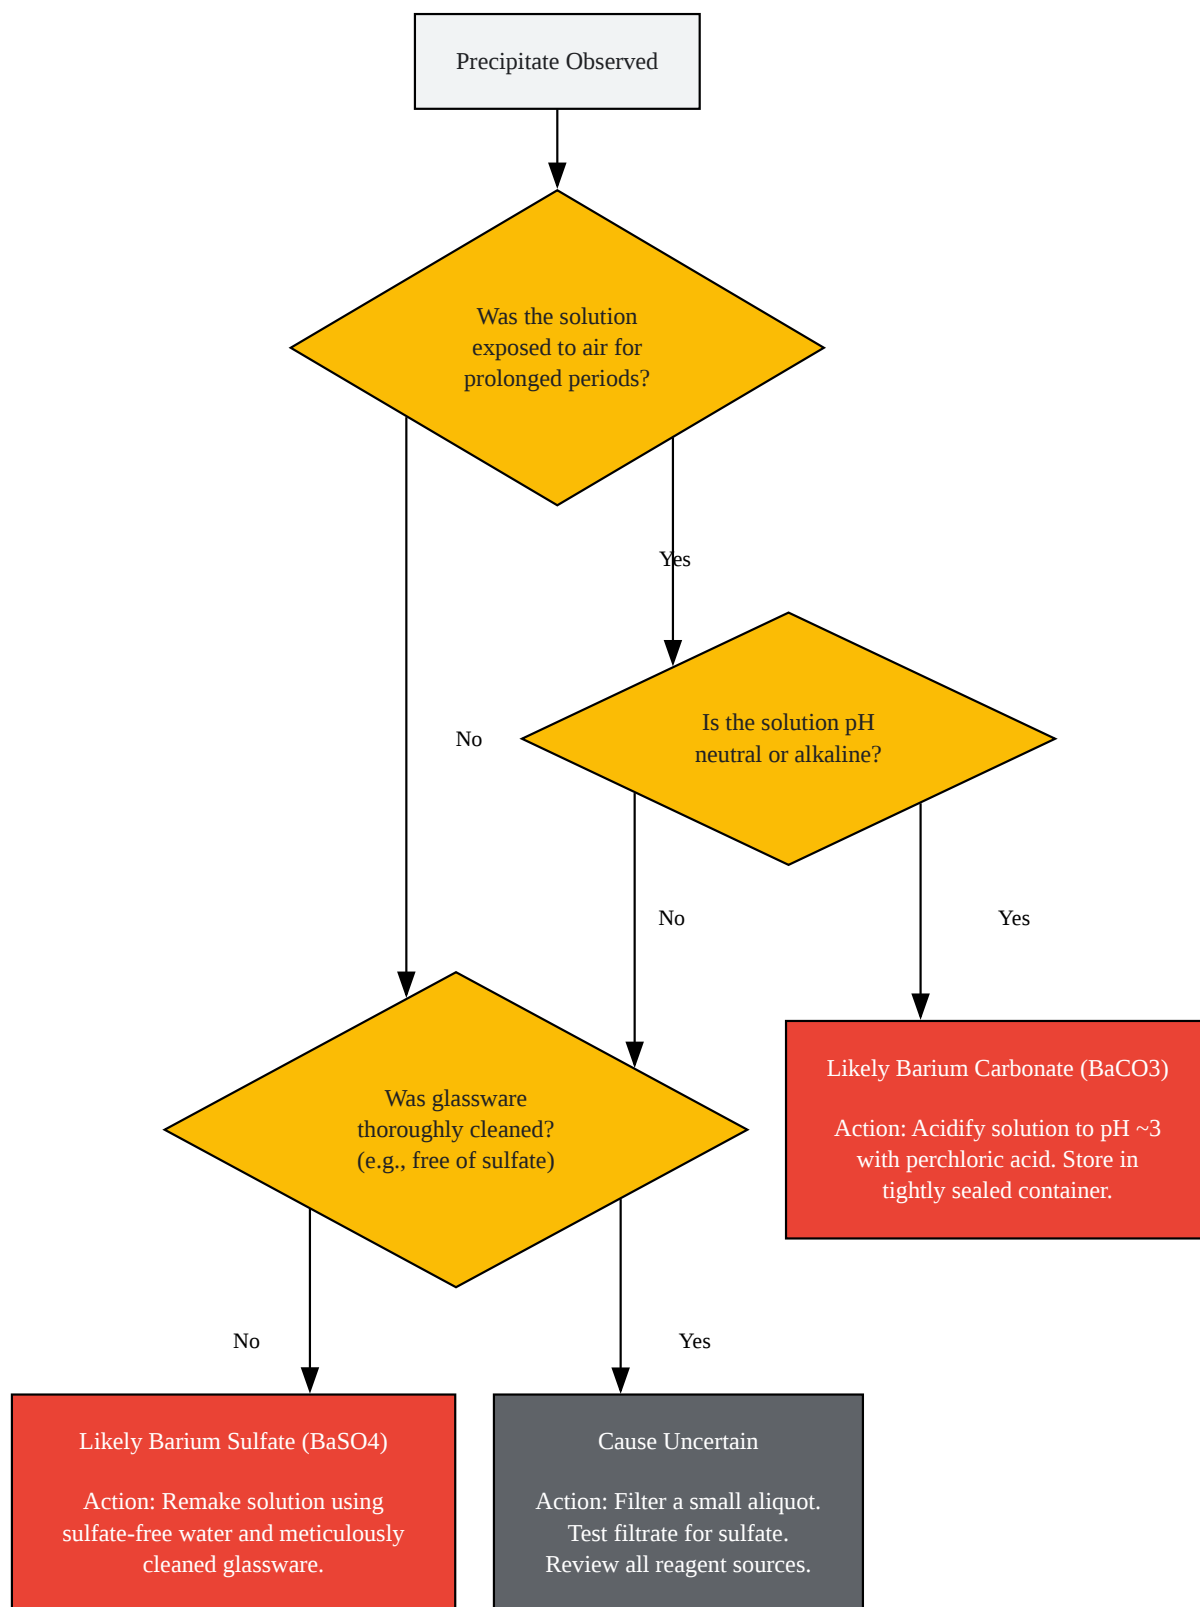 Precipitate Observed
Was the solution
exposed to air for
prolonged periods?
Yes
No
Is the solution pH
neutral or alkaline?
No
Yes
Likely Barium Carbonate (BaCO3)
Action: Acidify solution to pH ~3
with perchloric acid. Store in
tightly sealed container.
Was glassware
thoroughly cleaned?
(e.g., free of sulfate)
No
Yes
Likely Barium Sulfate (BaSO4)
Action: Remake solution using
sulfate-free water and meticulously
cleaned glassware.
Cause Uncertain
Action: Filter a small aliquot.
Test filtrate for sulfate.
Review all reagent sources.